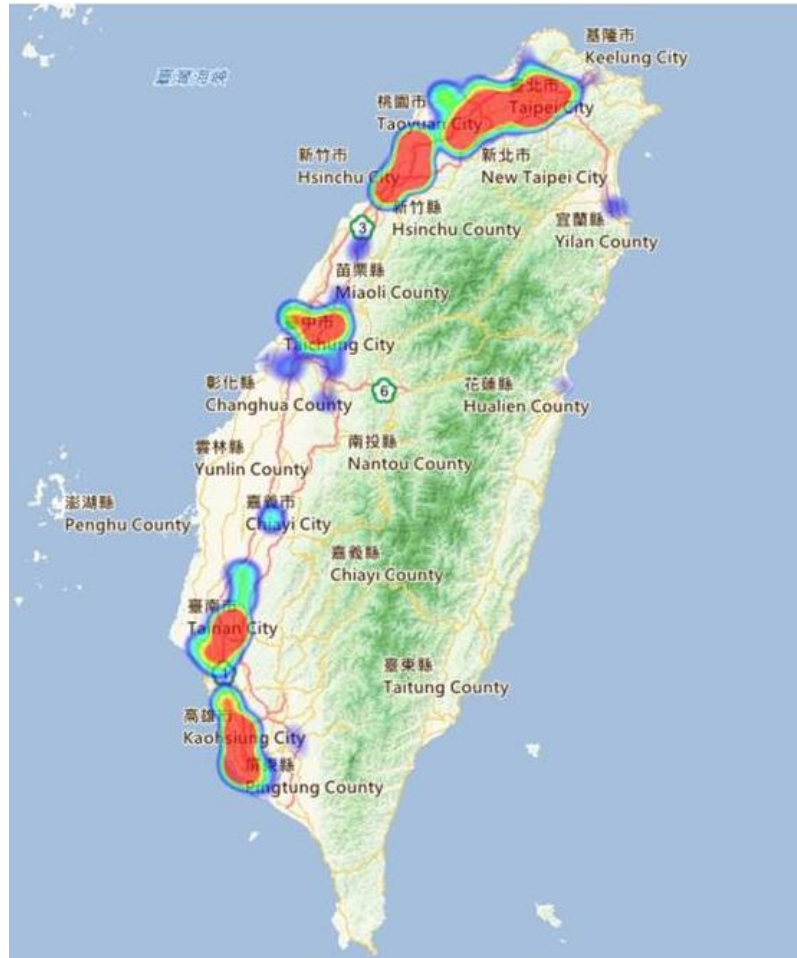 基隆市
Keelung City
臺灣海峽
臺北市
Taipei City
桃園市
Taoyuan City
新竹市
Hsinchu City
新北市
New Taipei City
新竹縣
Hsinchu County
3
宜蘭縣
Yilan County
苗栗縣
Miaoli County
中市
Taichung City
彰化縣
Changhua County
6
花蓮縣
Hualien County
雲林縣
Yunlin County
南投縣
Nantou County
澎湖縣
Penghu County
嘉義市
Chiayi City
嘉義縣
Chiayi County
臺南市
Tainan City
臺東縣
Taitung County
高雄市
Kaohsiung City
屏東縣
Pingtung County